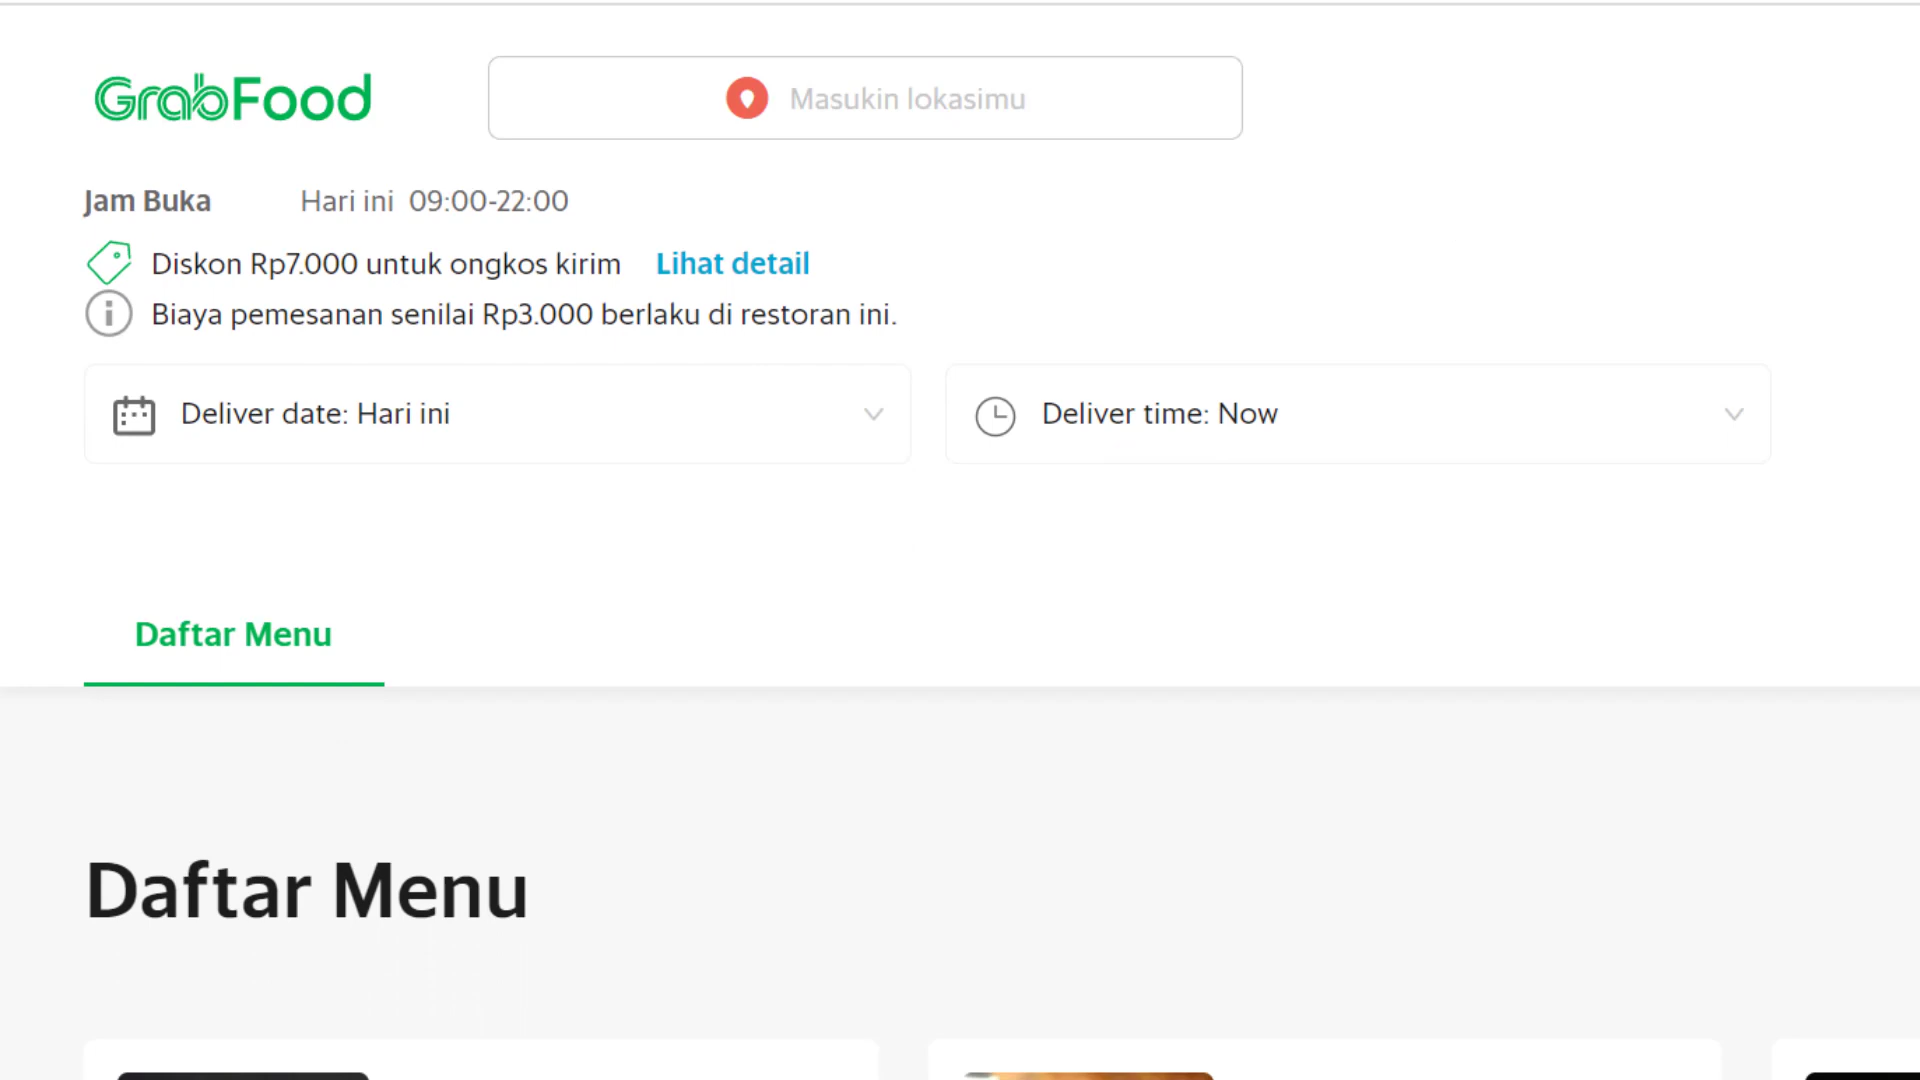 GrabFood
Masukin lokasimu
Jam Buka Hari ini 09:00-22:00
Diskon Rp7.000 untuk ongkos kirim Lihat detail
Biaya pemesanan senilai Rp3.000 berlaku di restoran ini.
Deliver date: Hari ini
Deliver time: Now
Daftar Menu
Daftar Menu